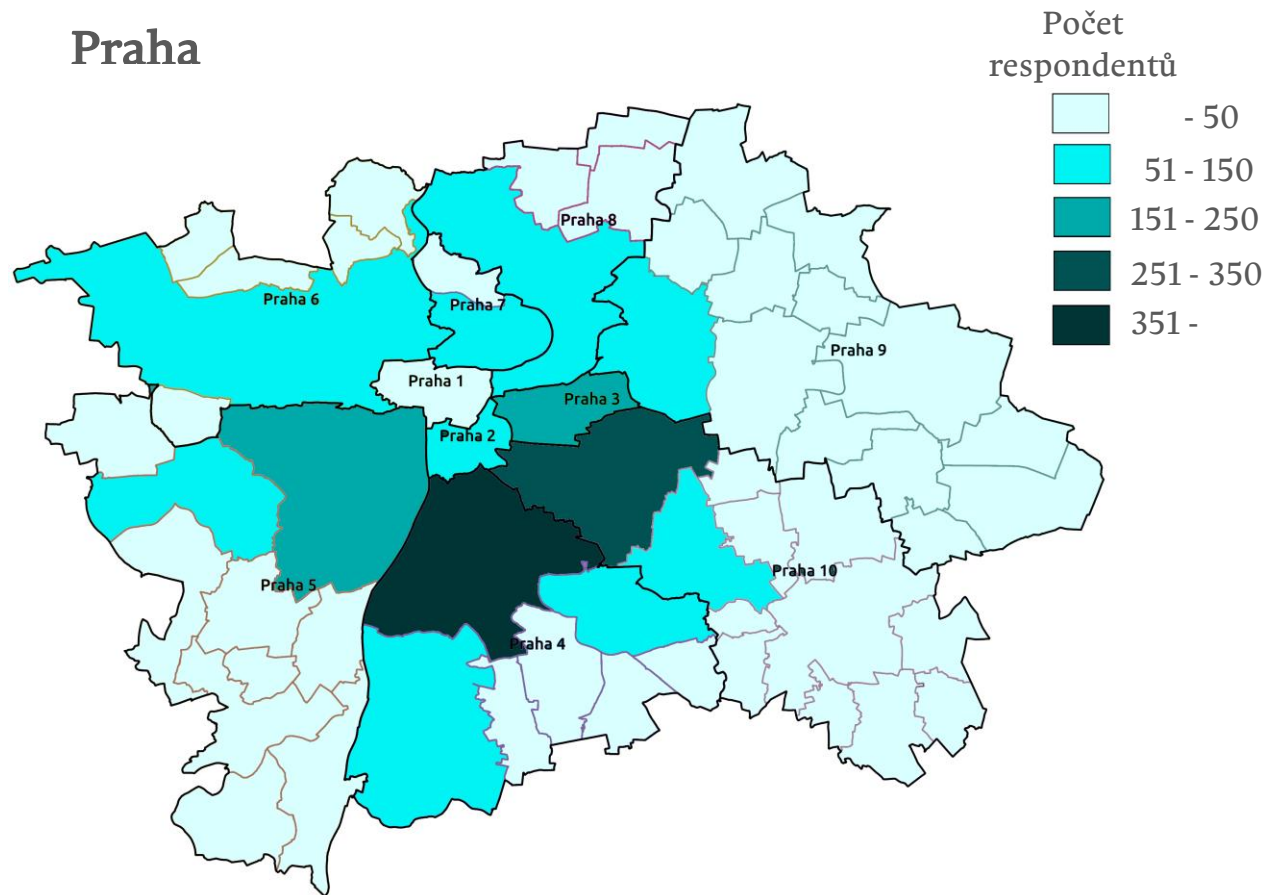 Praha
Počet
respondentů
- 50
51 - 150
151 - 250
251 - 350
351 -
Praha 8
Praha 6
Praha 7
Praha 9
Praha 1
Praha 3
Praha 2
Praha 10
Praha 5
Praha 4